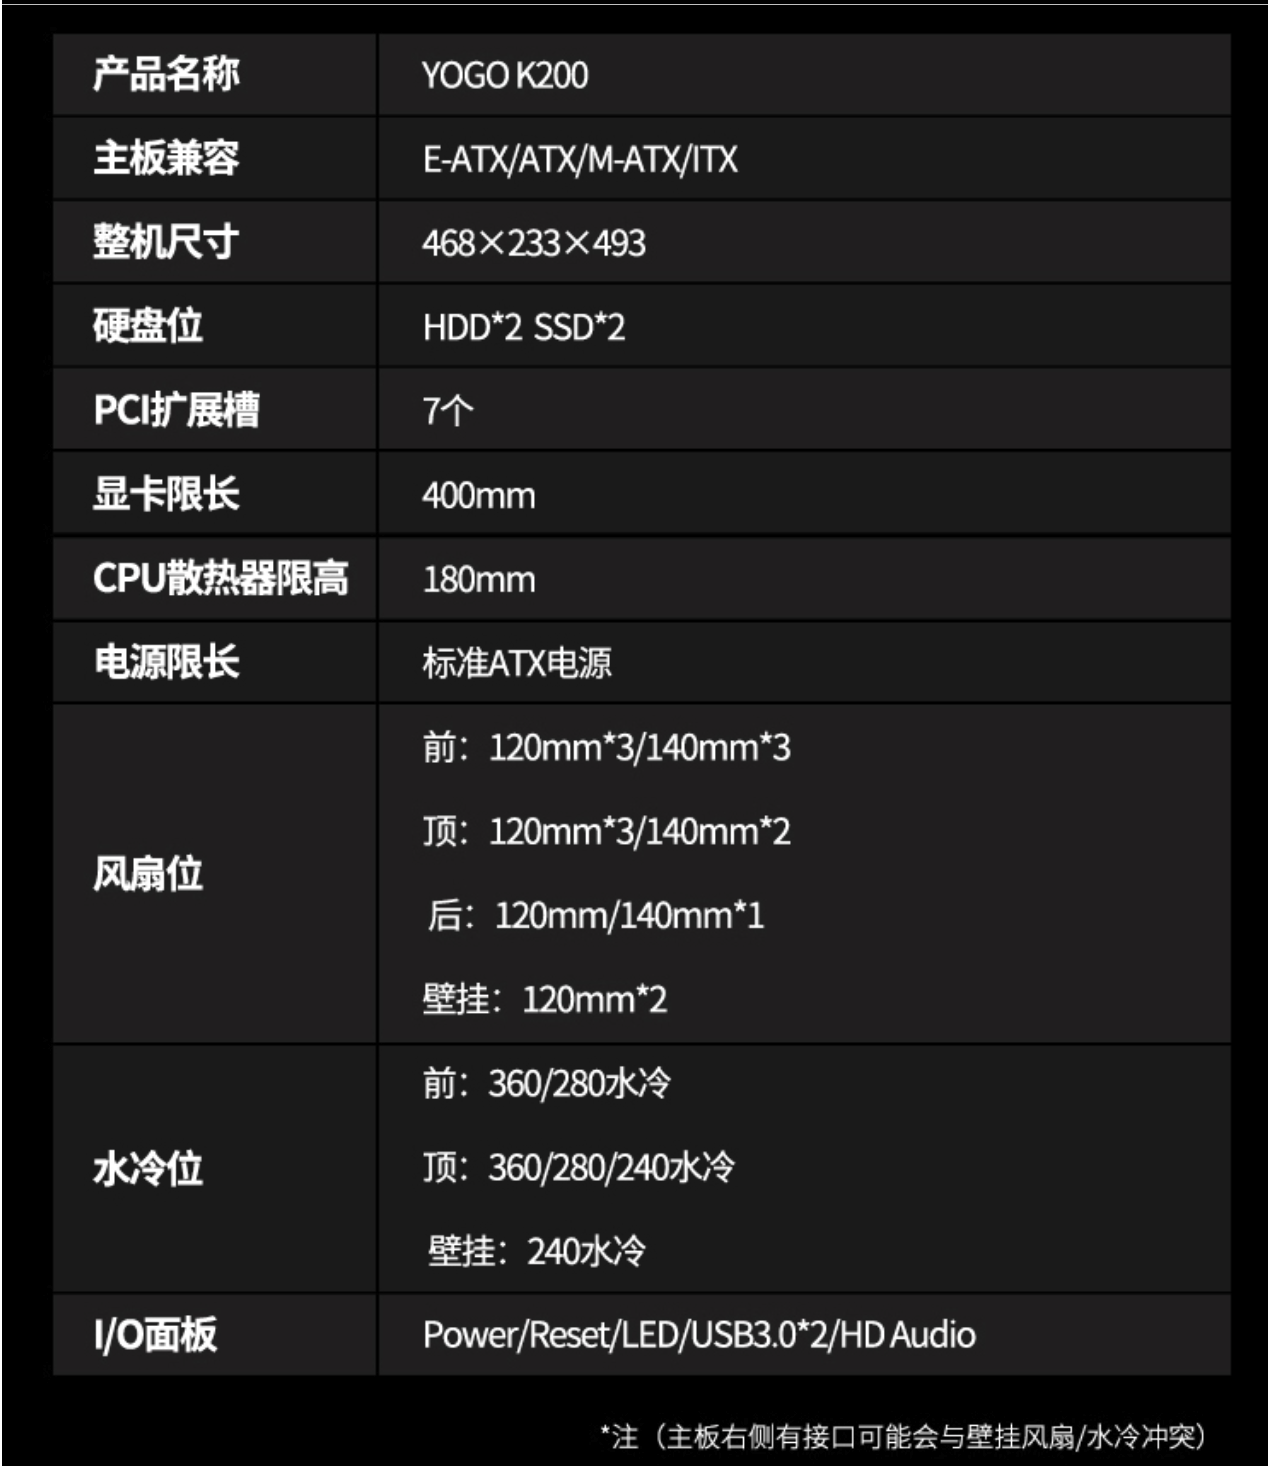 产品名称 YOGO K200
主板兼容 E-ATX/ATX/M-ATX/ITX
整机尺寸 468×233×493
硬盘位 HDD*2 SSD*2
PCI扩展槽 7个
显卡限长 400mm
CPU散热器限高 180mm
电源限长 标准ATX电源
风扇位
前：120mm*3/140mm*3
顶：120mm*3/140mm*2
后：120mm/140mm*1
壁挂：120mm*2
水冷位
前：360/280水冷
顶：360/280/240水冷
壁挂：240水冷
I/O面板 Power/Reset/LED/USB3.0*2/HD Audio
*注（主板右侧有接口可能会与壁挂风扇/水冷冲突）